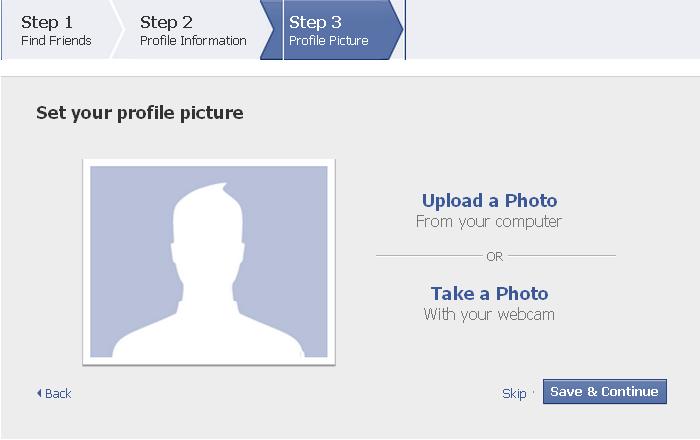 Step 1
Find Friends
Step 2
Profile Information
Step 3
Profile Picture
Set your profile picture
Upload a Photo
From your computer
OR
Take a Photo
With your webcam
Back
Skip · Save & Continue